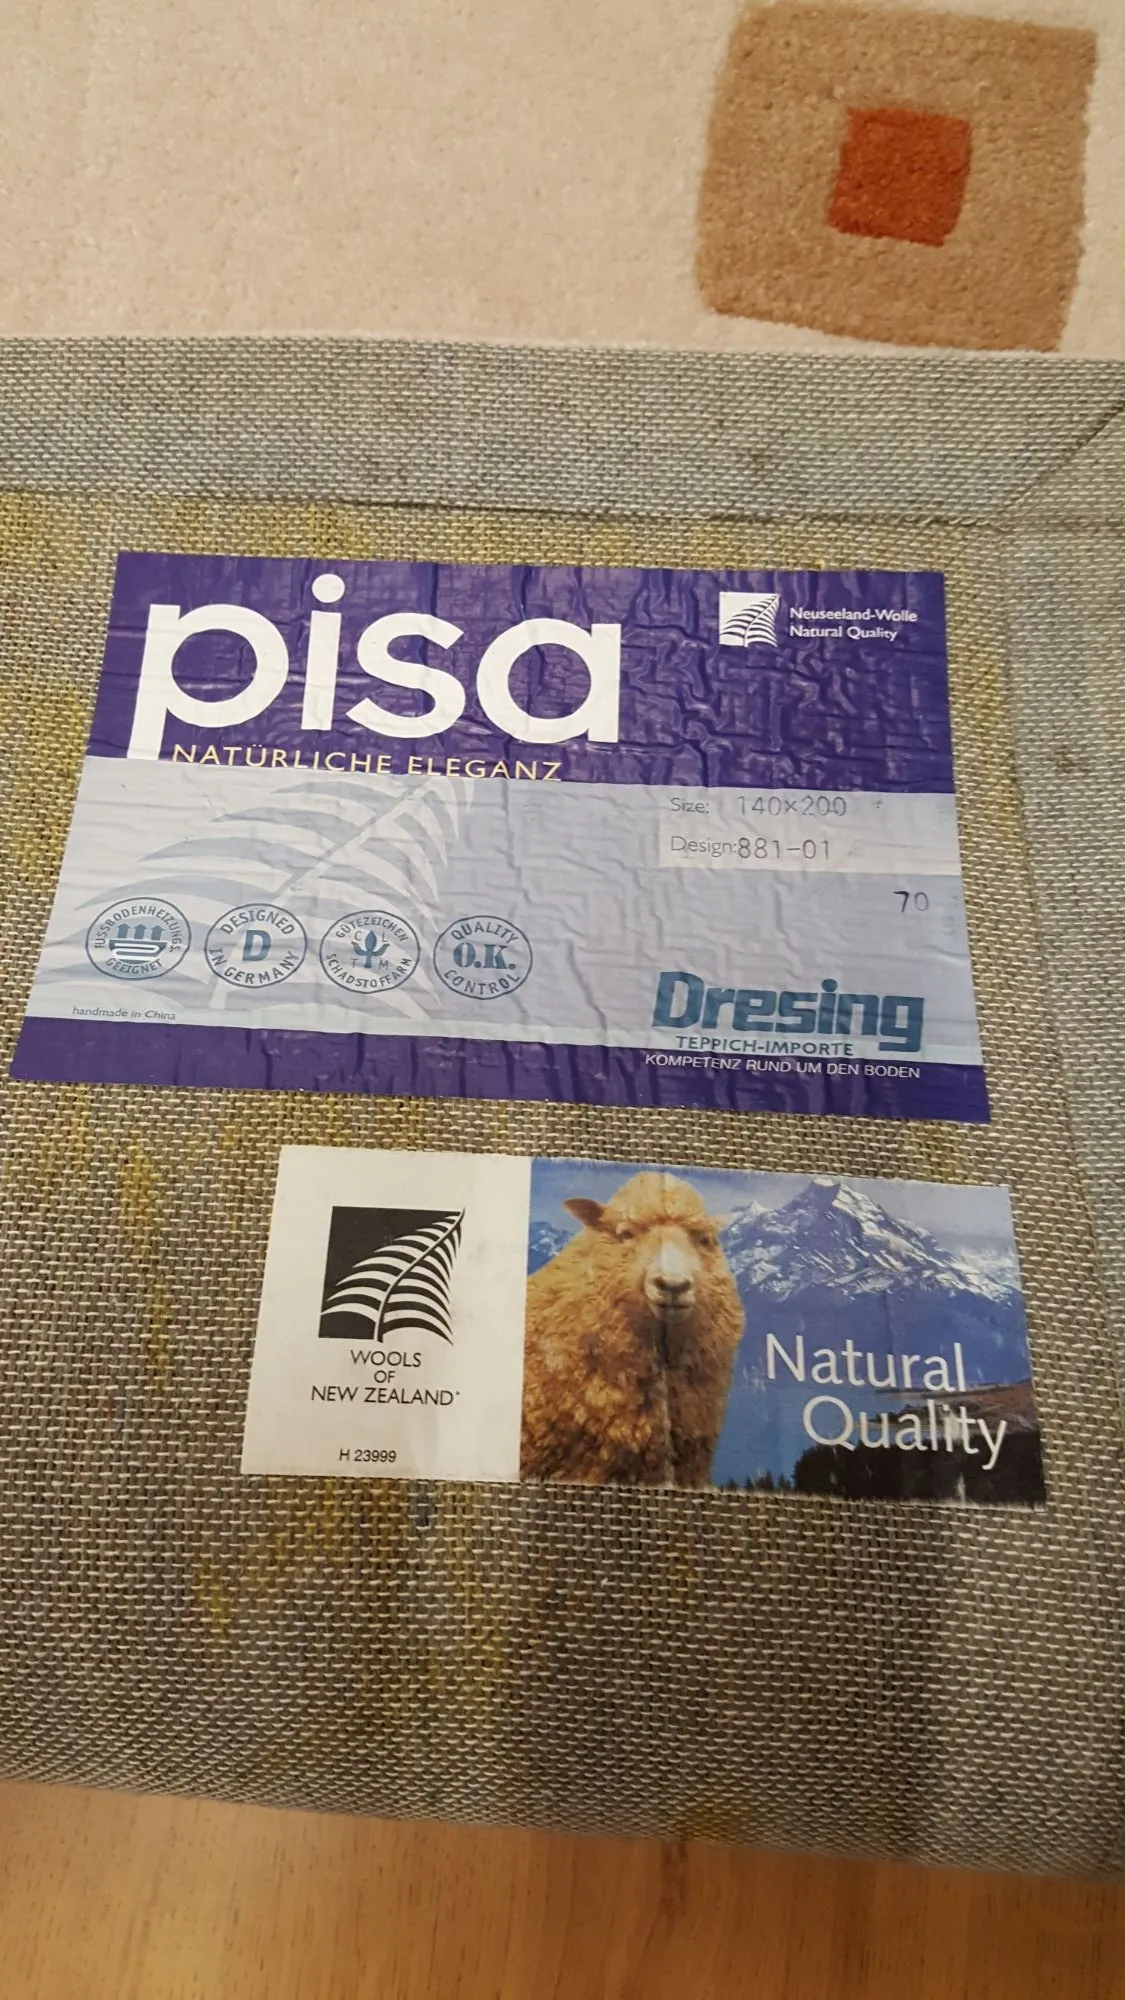 pisa
NATÜRLICHE ELEGANZ
Neuseeland-Wolle
Natural Quality
Size: 140×200
Design:881-01
70
FUSSBODENHEIZUNGS
GEEIGNET
DESIGNED
D
IN GERMANY
GÜTEZEICHEN
C L
T M
SCHADSTOFFARM
QUALITY
O.K.
CONTROL
handmade in China
Dresing
TEPPICH-IMPORTE
KOMPETENZ RUND UM DEN BODEN
WOOLS
OF
NEW ZEALAND
H 23999
Natural
Quality